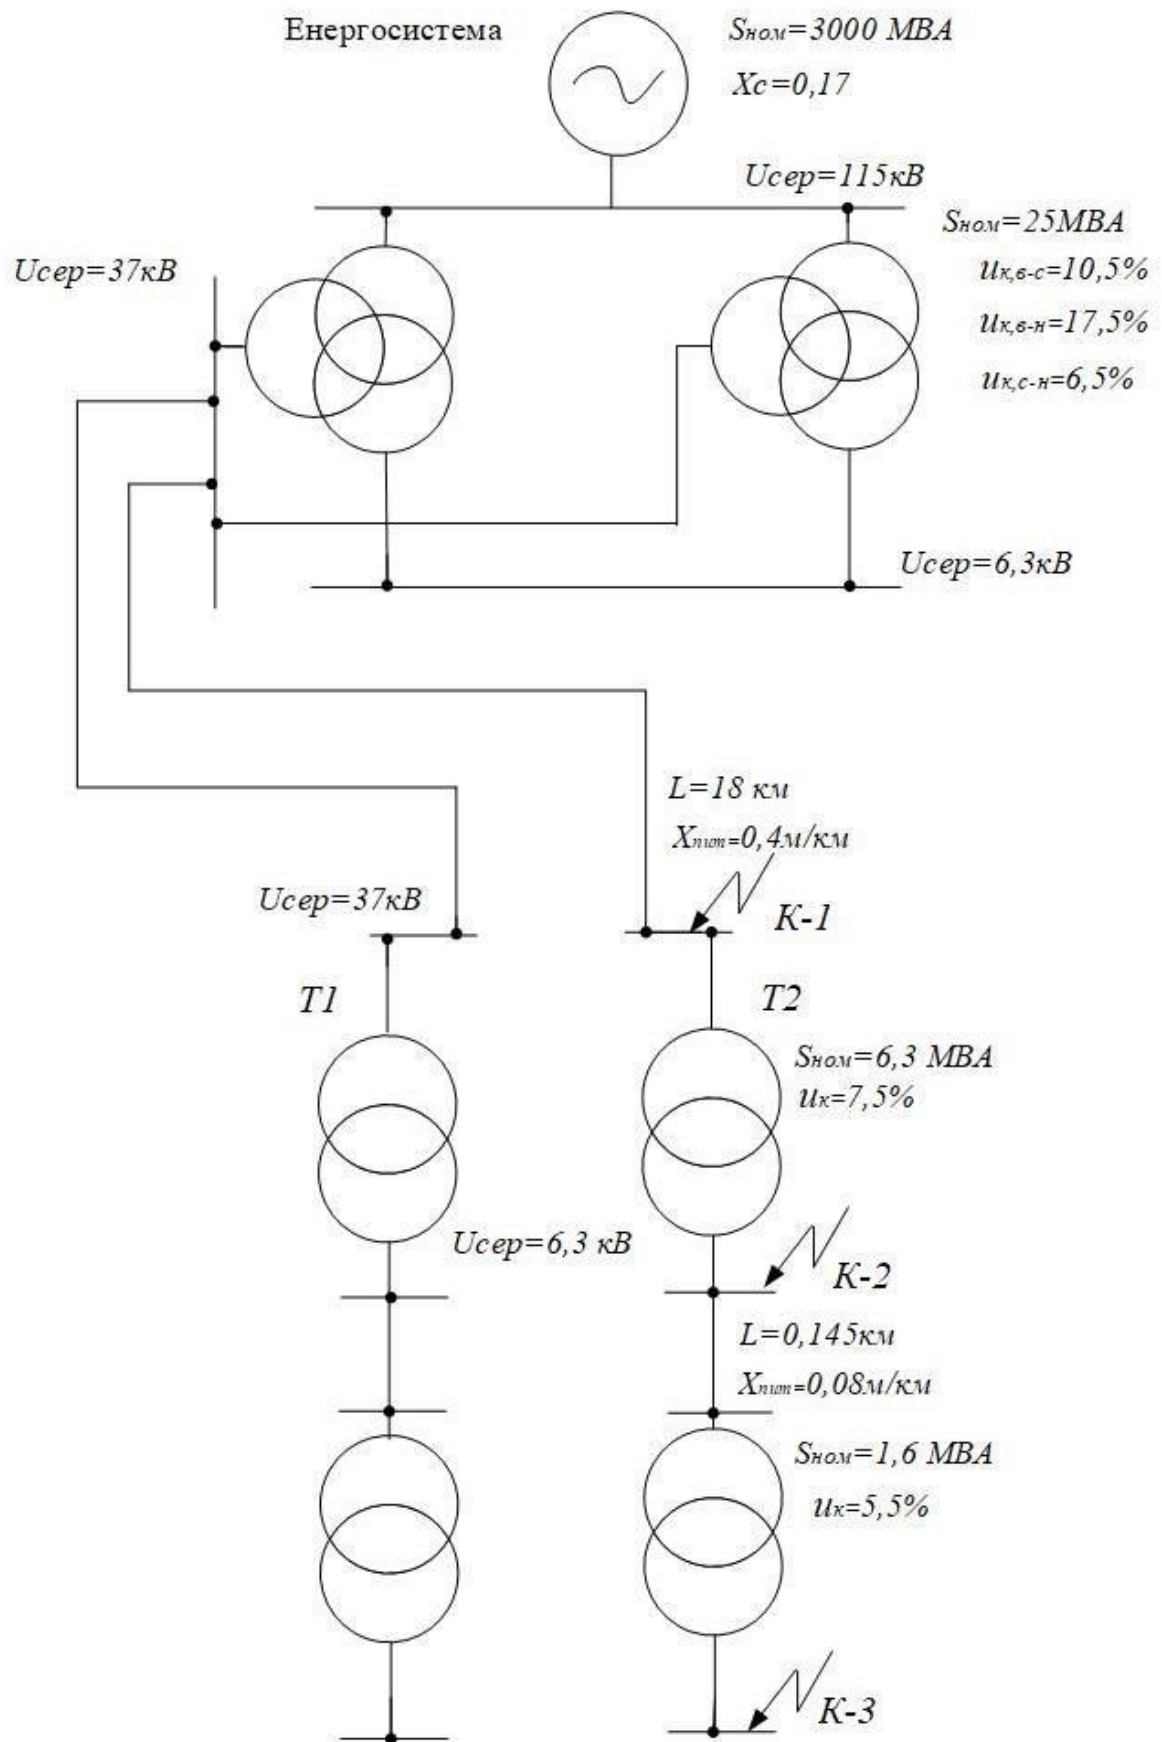 Енергосистема
Sном=3000 МВА
Xc=0,17
Uсер=115кВ
Sном=25МВА
Uсер=37кВ
uк,в-с=10,5%
uк,в-н=17,5%
uк,с-н=6,5%
Uсер=6,3кВ
L=18 км
Xпит=0,4м/км
Uсер=37кВ
К-1
T1
T2
Sном=6,3 МВА
uк=7,5%
Uсер=6,3 кВ
К-2
L=0,145км
Xпит=0,08м/км
Sном=1,6 МВА
uк=5,5%
К-3